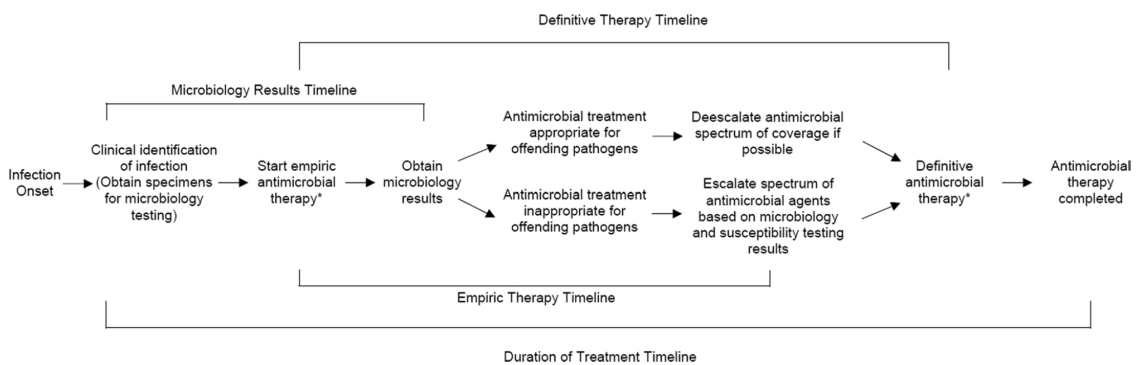 Definitive Therapy Timeline
Microbiology Results Timeline
Infection
Onset
Clinical identification
of infection
(Obtain specimens
for microbiology
testing)
Start empiric
antimicrobial
therapy*
Obtain
microbiology
results
Antimicrobial treatment
appropriate for
offending pathogens
Deescalate antimicrobial
spectrum of coverage if
possible
Antimicrobial treatment
inappropriate for
offending pathogens
Escalate spectrum of
antimicrobial agents
based on microbiology
and susceptibility testing
results
Definitive
antimicrobial
therapy*
Antimicrobial
therapy
completed
Empiric Therapy Timeline
Duration of Treatment Timeline